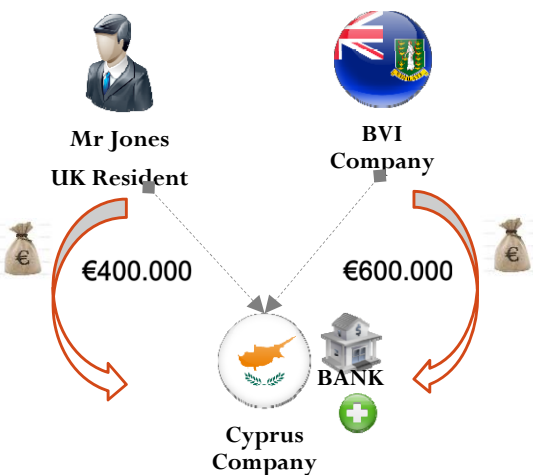 Mr Jones
UK Resident
BVI
Company
€400.000
€600.000
€
€
BANK
Cyprus
Company